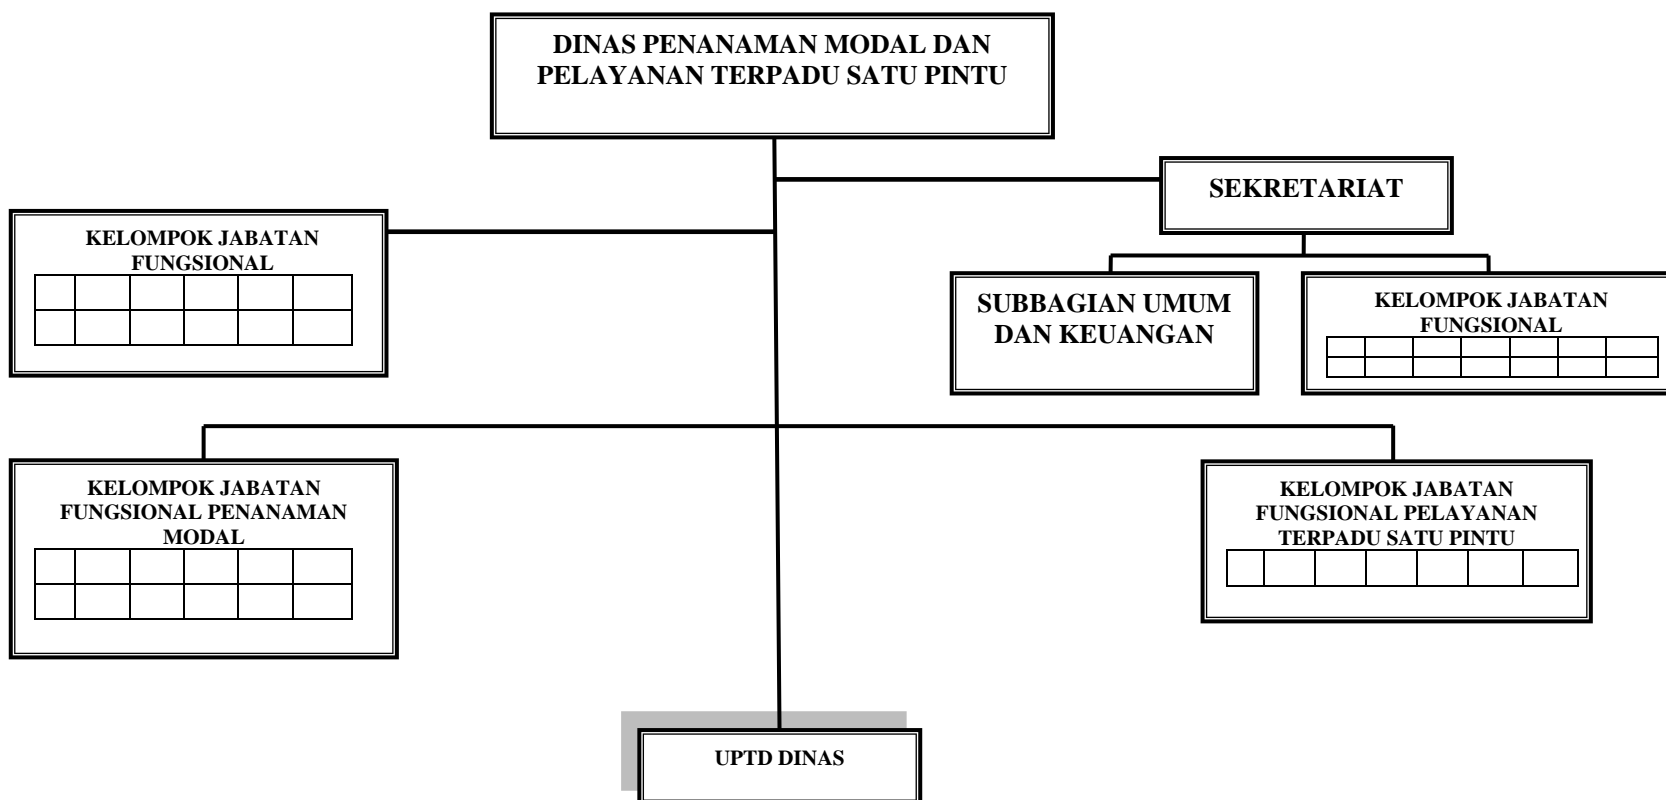 DINAS PENANAMAN MODAL DAN
PELAYANAN TERPADU SATU PINTU
SEKRETARIAT
KELOMPOK JABATAN
FUNGSIONAL
SUBBAGIAN UMUM
DAN KEUANGAN
KELOMPOK JABATAN
FUNGSIONAL
KELOMPOK JABATAN
FUNGSIONAL PENANAMAN
MODAL
KELOMPOK JABATAN
FUNGSIONAL PELAYANAN
TERPADU SATU PINTU
UPTD DINAS